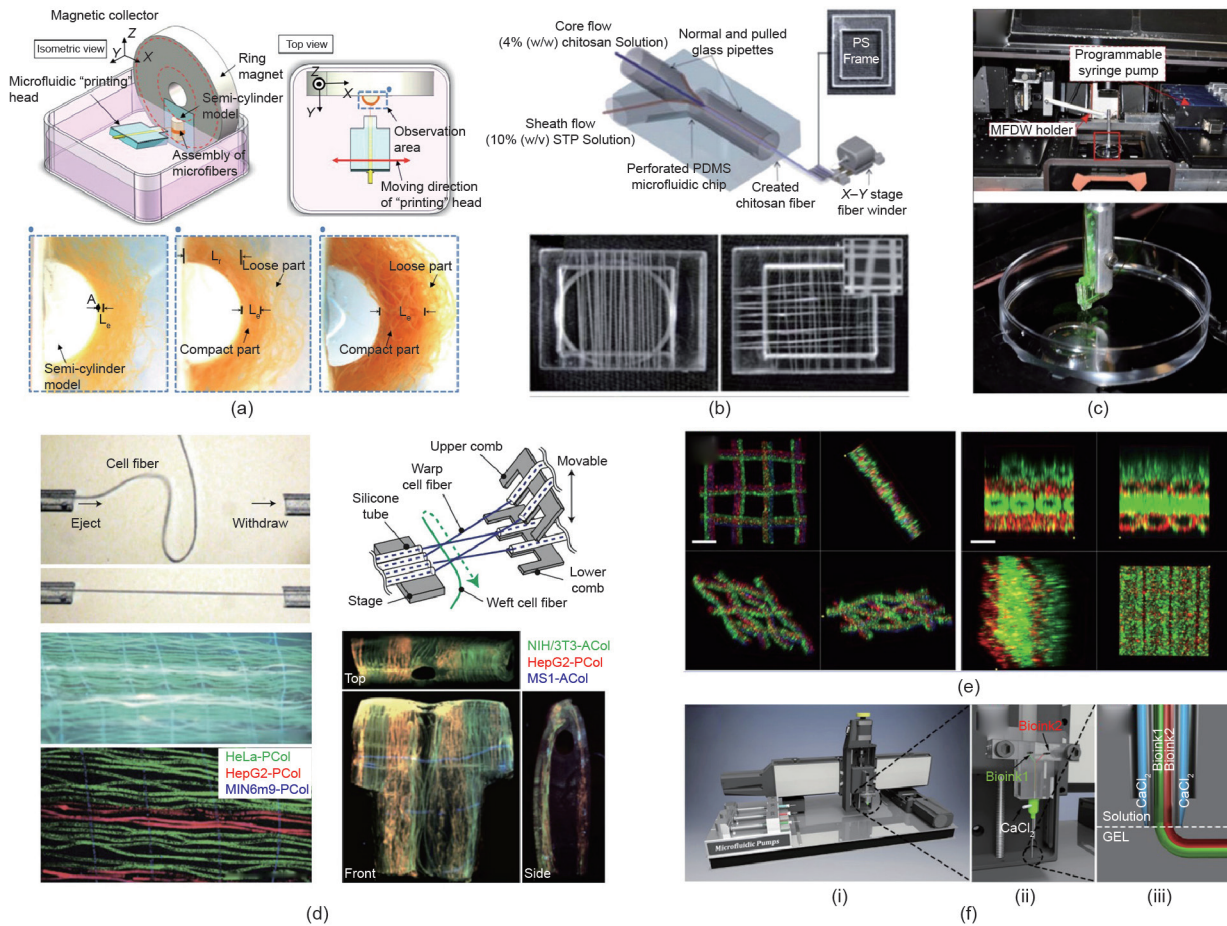 Magnetic collector
Z
Y
X
Isometric view
Microfluidic “printing”
head
Ring
magnet
Semi-cylinder
model
Assembly of
microfibers
Top view
Z
X
Y
Observation
area
Moving direction
of “printing” head
A
Le
Semi-cylinder
model
Lf
Loose part
Le
Compact part
Loose part
Le
Compact part
(a)
Core flow
(4% (w/w) chitosan Solution)
Normal and pulled
glass pipettes
PS
Frame
Sheath flow
(10% (w/v) STP Solution)
Perforated PDMS
microfluidic chip
Created
chitosan fiber
X–Y stage
fiber winder
(b)
Programmable
syringe pump
MFDW holder
(c)
Cell fiber
Eject
Withdraw
Upper comb
Warp
cell fiber
Movable
Silicone
tube
Stage
Weft cell fiber
Lower
comb
HeLa-PCol
HepG2-PCol
MIN6m9-PCol
NIH/3T3-ACol
HepG2-PCol
MS1-ACol
Top
Front
Side
(d)
(e)
Microfluidic Pumps
(i)
Bioink2
Bioink1
CaCl2
(ii)
CaCl2
Bioink1
Bioink2
CaCl2
Solution
GEL
(iii)
(f)